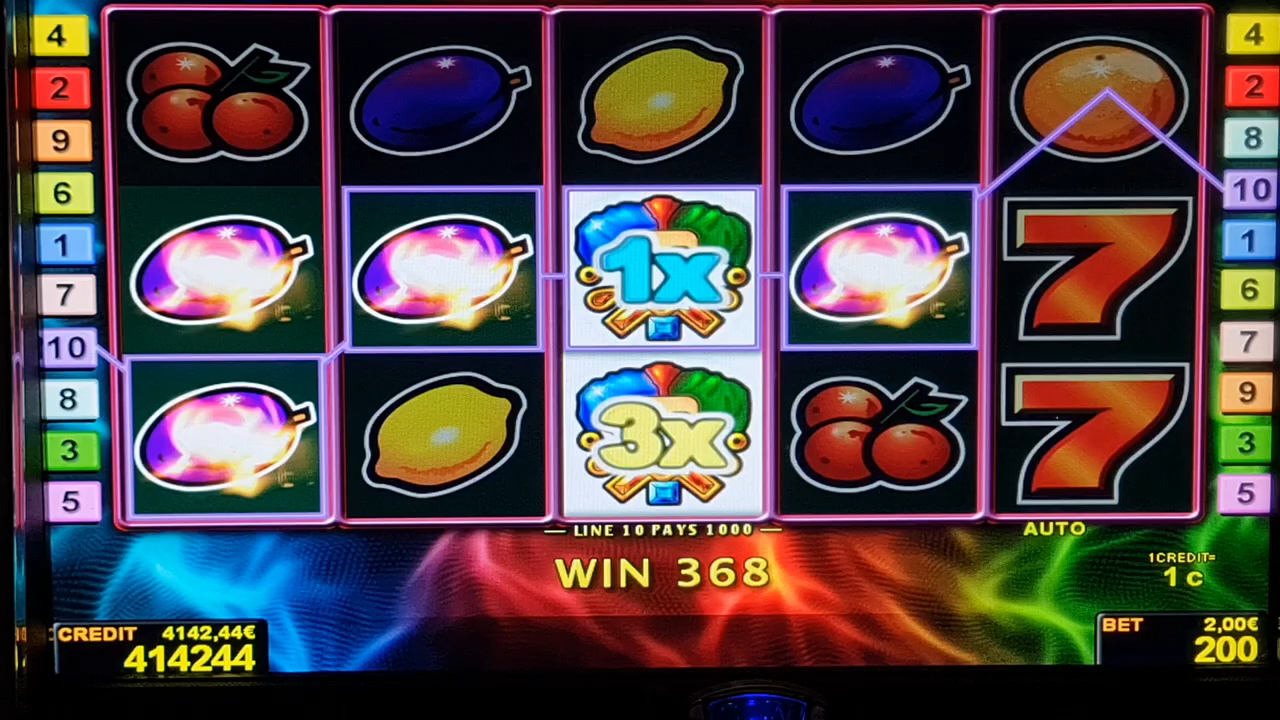 4 4
2 2
9 8
6 10
1 1
7 6
10 7
8 9
3 3
5 5
1x
3x
LINE 10 PAYS 1000
AUTO
WIN 368
1CREDIT=
1 c
CREDIT 4142,44€
414244
BET 2,00€
200